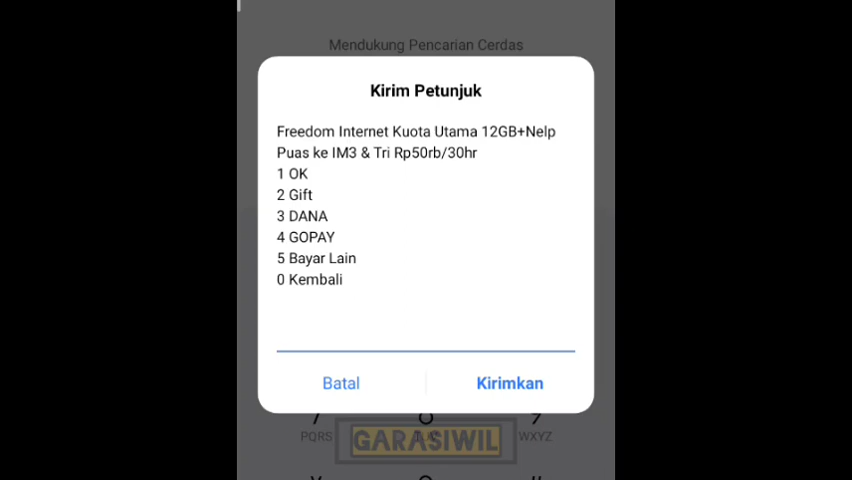 Mendukung Pencarian Cerdas
Kirim Petunjuk
Freedom Internet Kuota Utama 12GB+Nelp
Puas ke IM3 & Tri Rp50rb/30hr
1 OK
2 Gift
3 DANA
4 GOPAY
5 Bayar Lain
0 Kembali
Batal Kirimkan
PQRS WXYZ
GARASIWIL